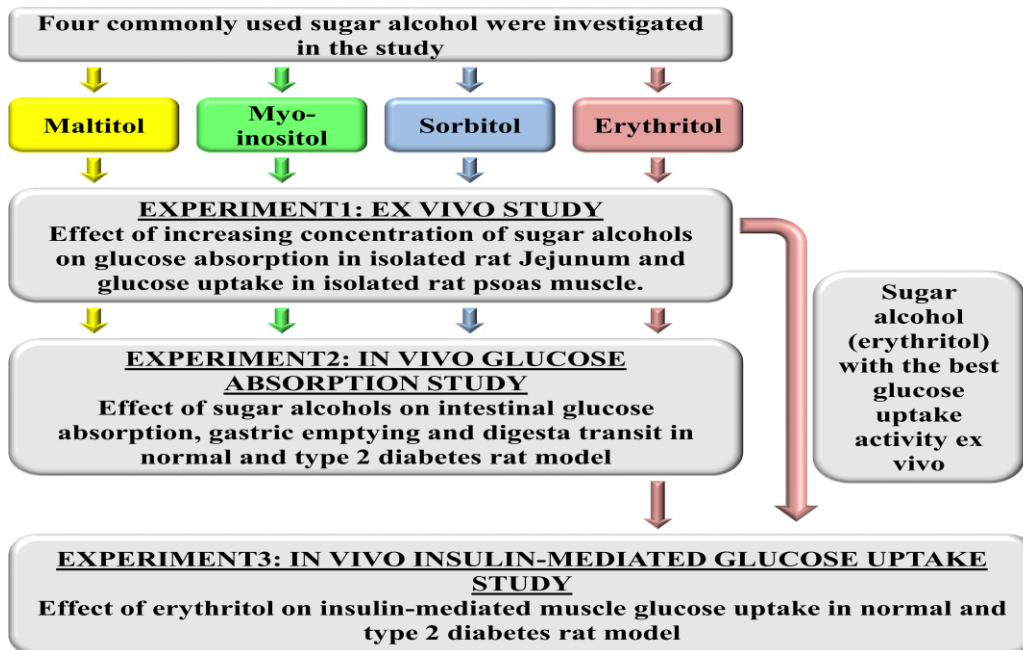 Four commonly used sugar alcohol were investigated
in the study
Maltitol
Myo-
inositol
Sorbitol
Erythritol
EXPERIMENT1: EX VIVO STUDY
Effect of increasing concentration of sugar alcohols
on glucose absorption in isolated rat Jejunum and
glucose uptake in isolated rat psoas muscle.
Sugar
alcohol
(erythritol)
with the best
glucose
uptake
activity ex
vivo
EXPERIMENT2: IN VIVO GLUCOSE
ABSORPTION STUDY
Effect of sugar alcohols on intestinal glucose
absorption, gastric emptying and digesta transit in
normal and type 2 diabetes rat model
EXPERIMENT3: IN VIVO INSULIN-MEDIATED GLUCOSE UPTAKE
STUDY
Effect of erythritol on insulin-mediated muscle glucose uptake in normal and
type 2 diabetes rat model